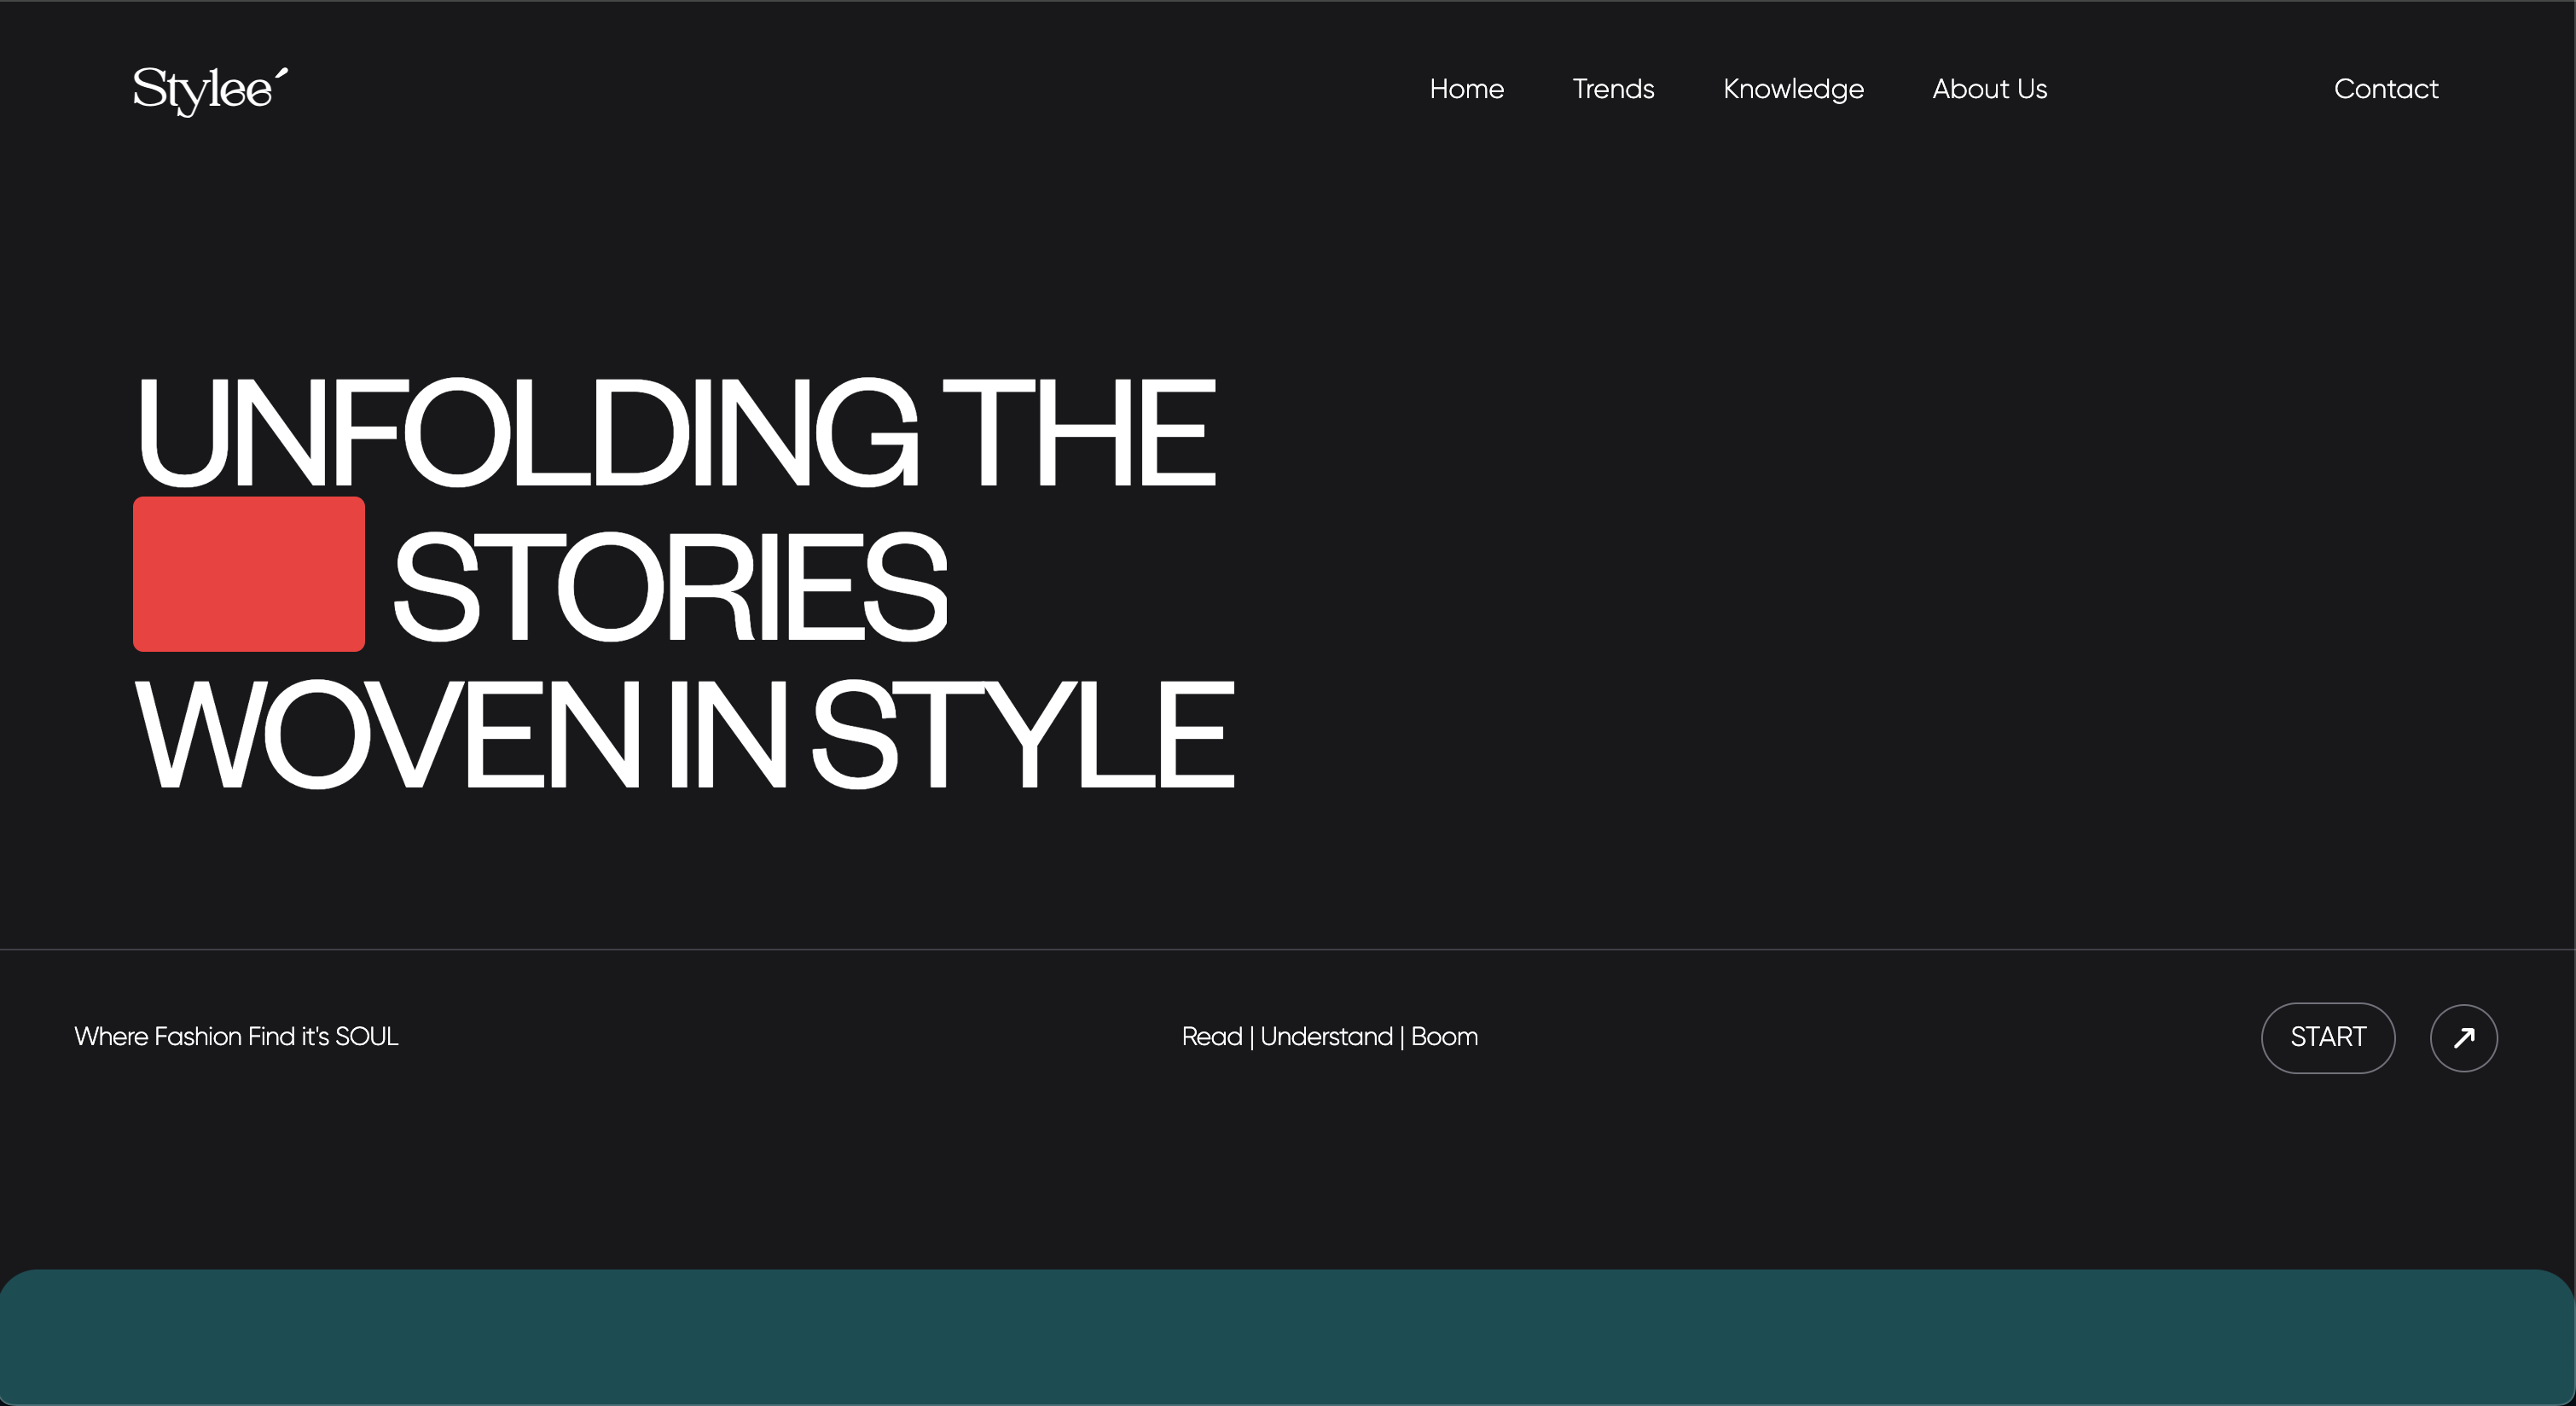 Stylee´
Home Trends Knowledge About Us Contact
UNFOLDING THE
STORIES
WOVEN IN STYLE
Where Fashion Find it's SOUL
Read | Understand | Boom
START